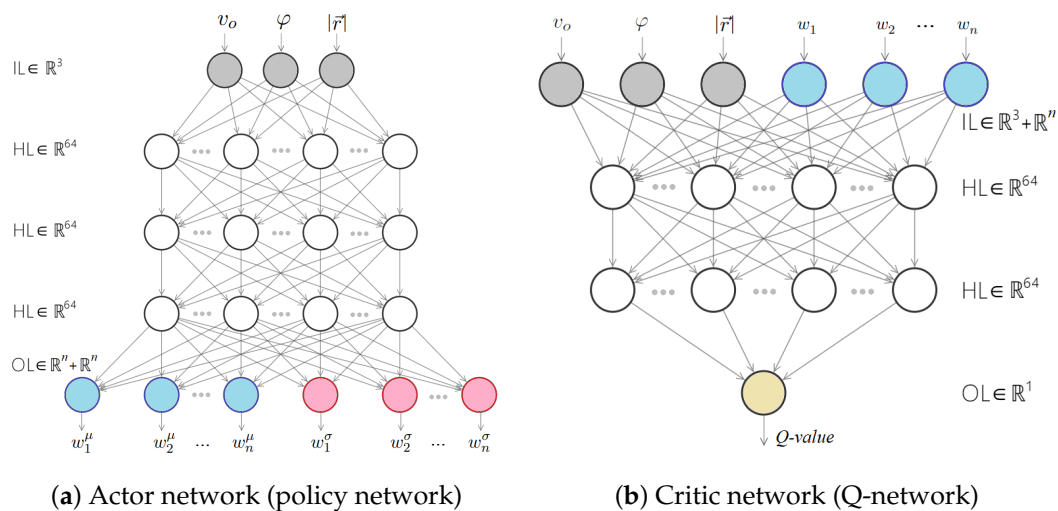 v_o φ |r⃗|
IL∈ ℝ^3
HL∈ ℝ^64
HL∈ ℝ^64
HL∈ ℝ^64
OL∈ ℝ^n+ℝ^n
w_1^μ w_2^μ ... w_n^μ w_1^σ w_2^σ ... w_n^σ
(a) Actor network (policy network)
v_o φ |r⃗| w_1 w_2 ... w_n
IL∈ ℝ^3+ℝ^n
HL∈ ℝ^64
HL∈ ℝ^64
OL∈ ℝ^1
Q-value
(b) Critic network (Q-network)